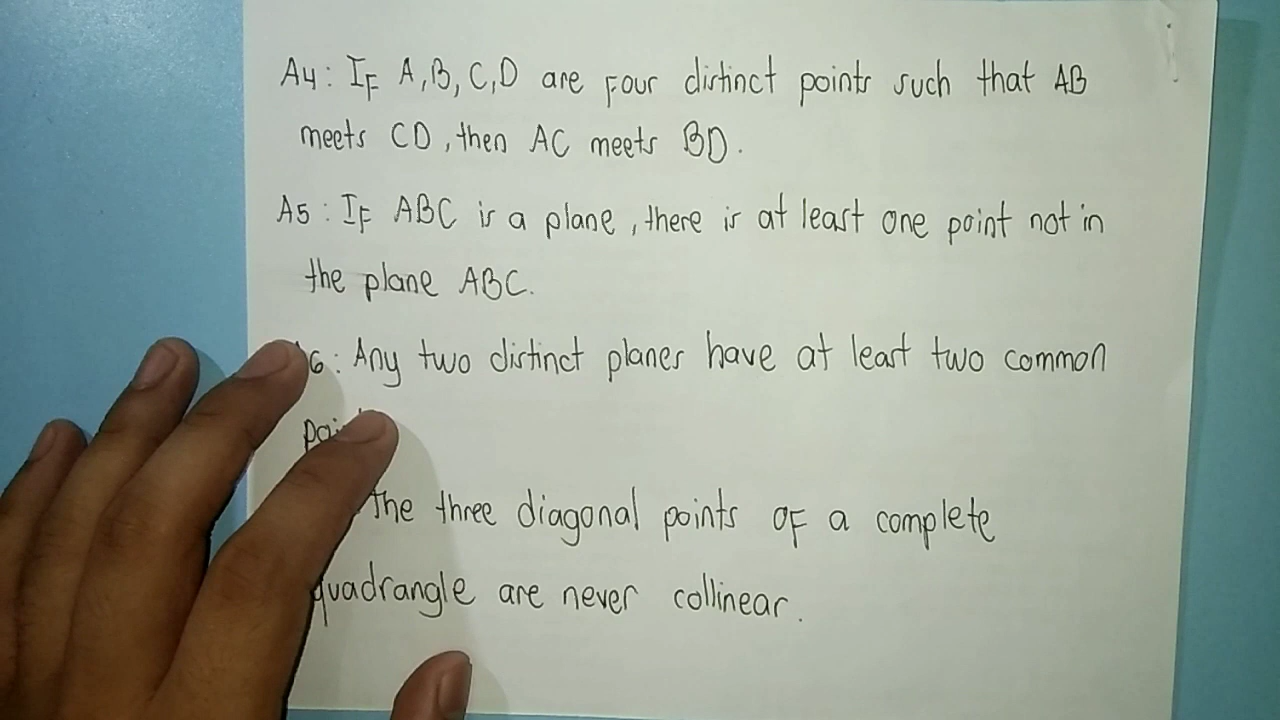 A4: IF A,B,C,D are Four distinct points such that AB
meets CD, then AC meets BD.
A5: IF ABC is a plane, there is at least one point not in
the plane ABC.
6: Any two distinct planes have at least two common
The three diagonal points OF a complete
quadrangle are never collinear.